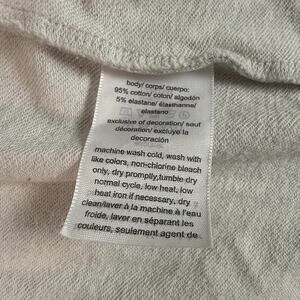 body/ corps/ cuerpo:
95% cotton/ coton/ algodón
5% elastane/ élasthanne/
elastano
exclusive of decoration/ sauf
décoration/ excluye la
decoración
machine wash cold, wash with
like colors, non-chlorine bleach
only, dry promplly,tumble dry
normal cycle, low heat, low
heat iron if necessary, dry
clean/laver à la machine à l'eau
froide, laver en séparant les
couleurs, seulement agent de